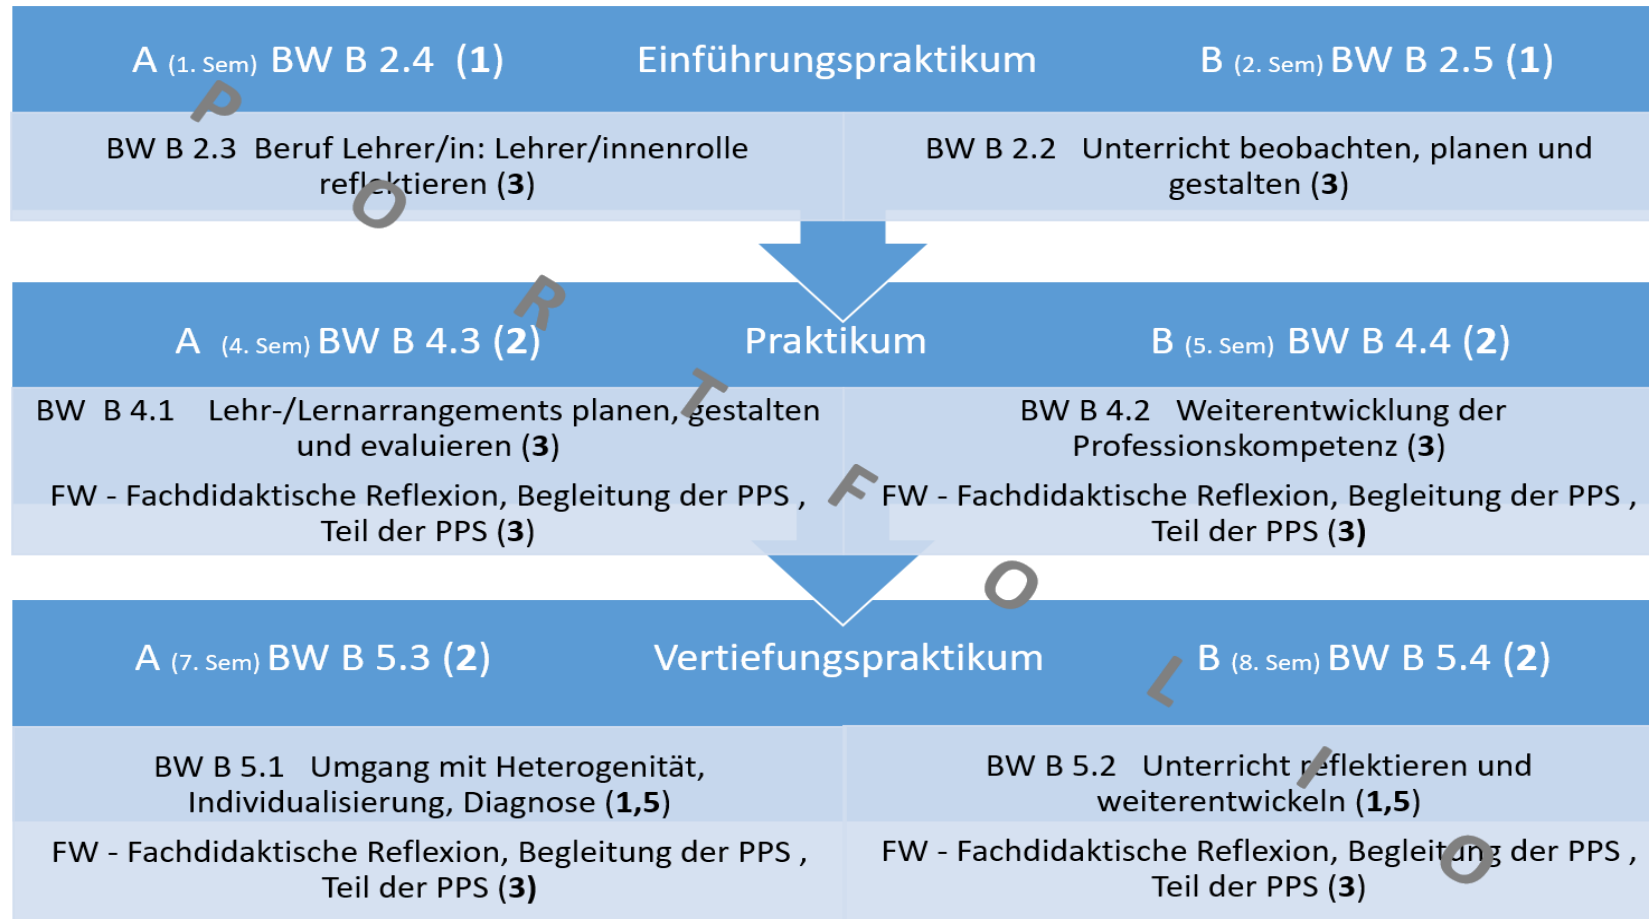 A (1. Sem) BW B 2.4 (1) Einführungspraktikum B (2. Sem) BW B 2.5 (1)
BW B 2.3 Beruf Lehrer/in: Lehrer/innenrolle
reflektieren (3)
BW B 2.2 Unterricht beobachten, planen und
gestalten (3)
A (4. Sem) BW B 4.3 (2) Praktikum B (5. Sem) BW B 4.4 (2)
BW B 4.1 Lehr-/Lernarrangements planen, gestalten
und evaluieren (3)
FW - Fachdidaktische Reflexion, Begleitung der PPS ,
Teil der PPS (3)
BW B 4.2 Weiterentwicklung der
Professionskompetenz (3)
FW - Fachdidaktische Reflexion, Begleitung der PPS ,
Teil der PPS (3)
A (7. Sem) BW B 5.3 (2) Vertiefungspraktikum B (8. Sem) BW B 5.4 (2)
BW B 5.1 Umgang mit Heterogenität,
Individualisierung, Diagnose (1,5)
FW - Fachdidaktische Reflexion, Begleitung der PPS ,
Teil der PPS (3)
BW B 5.2 Unterricht reflektieren und
weiterentwickeln (1,5)
FW - Fachdidaktische Reflexion, Begleitung der PPS ,
Teil der PPS (3)
PORTFOLIO